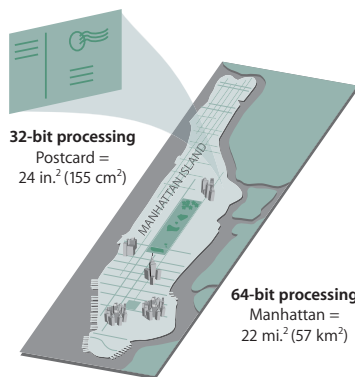 32-bit processing
Postcard =
24 in.² (155 cm²)
MANHATTAN ISLAND
64-bit processing
Manhattan =
22 mi.² (57 km²)